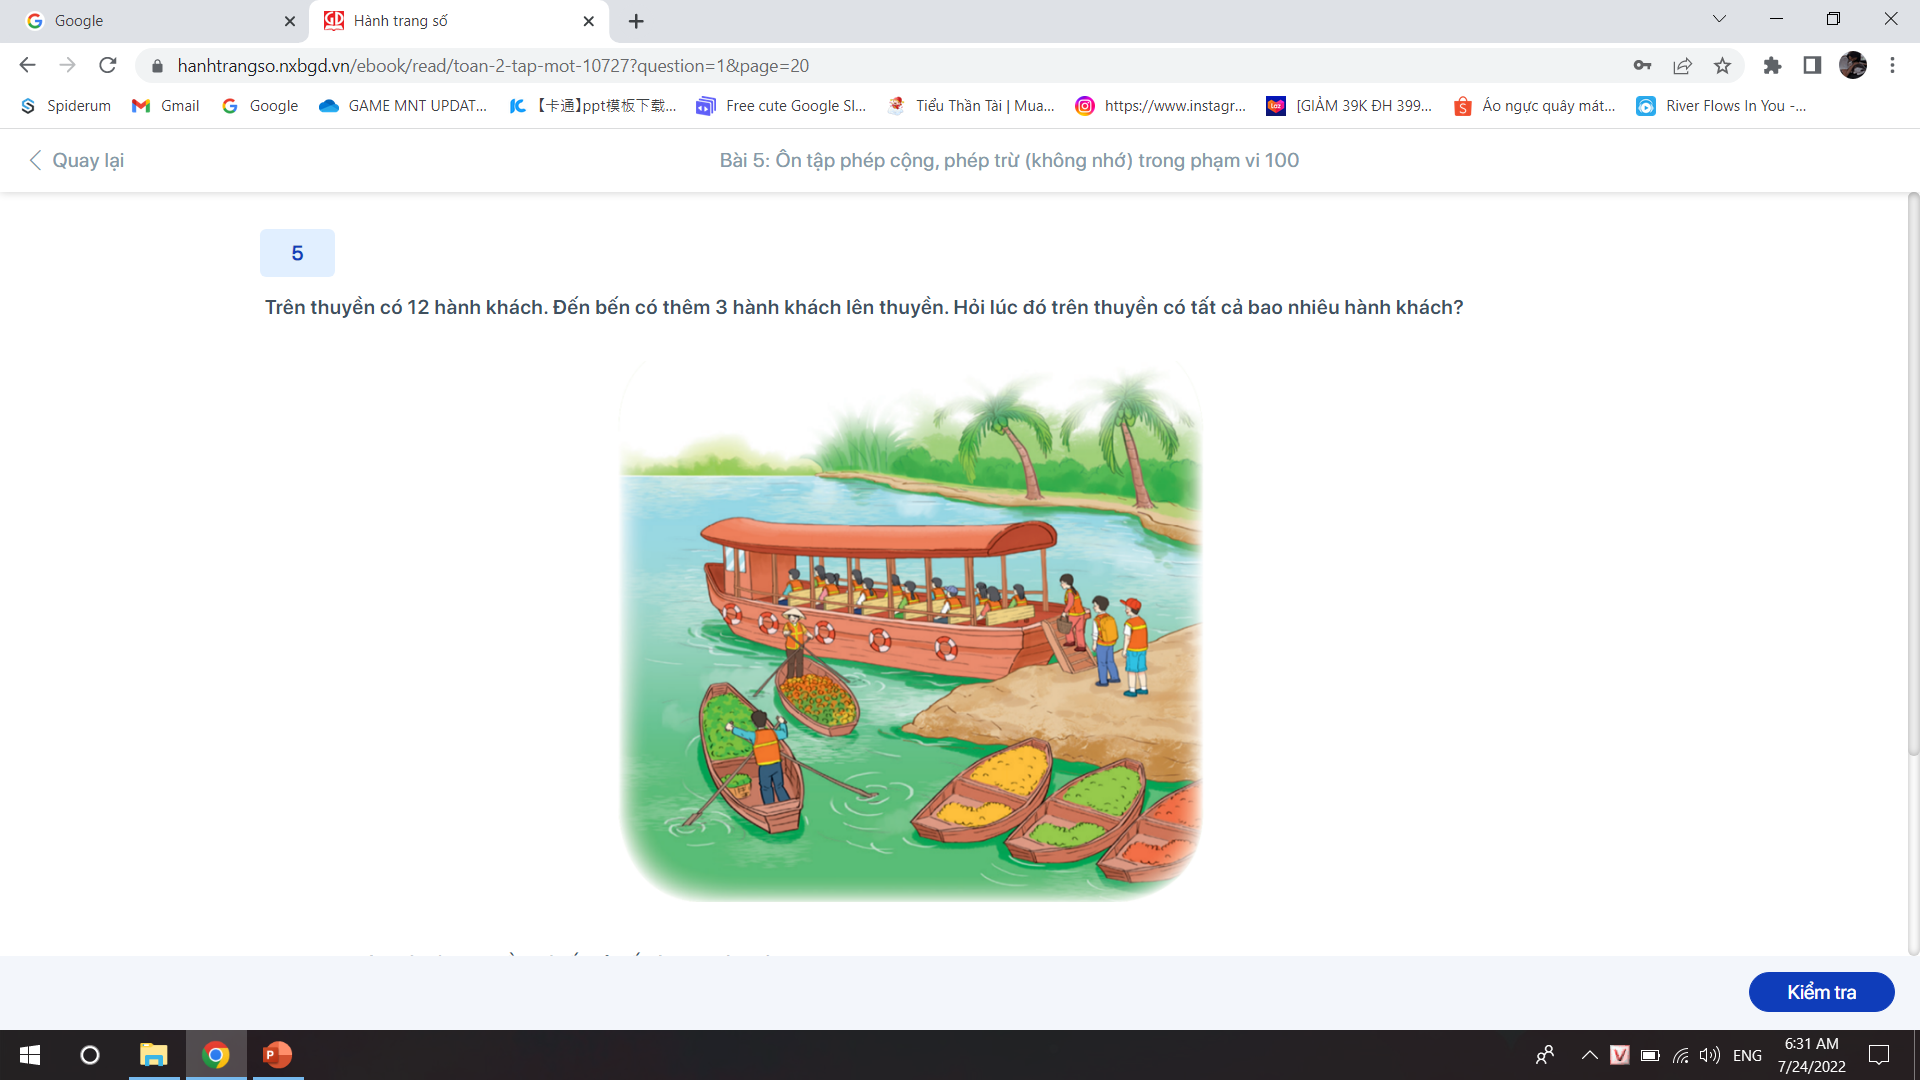 Google
Hành trang số
hanhtrangso.nxbgd.vn/ebook/read/toan-2-tap-mot-10727?question=1&page=20
Spiderum
Gmail
Google
GAME MNT UPDAT...
【卡通】ppt模板下载...
Free cute Google Sl...
Tiểu Thần Tài | Mua...
https://www.instagr...
[GIẢM 39K ĐH 399...
Áo ngực quây mát...
River Flows In You -...
Quay lại
Bài 5: Ôn tập phép cộng, phép trừ (không nhớ) trong phạm vi 100
5
Trên thuyền có 12 hành khách. Đến bến có thêm 3 hành khách lên thuyền. Hỏi lúc đó trên thuyền có tất cả bao nhiêu hành khách?
Kiểm tra
ENG
6:31 AM
7/24/2022